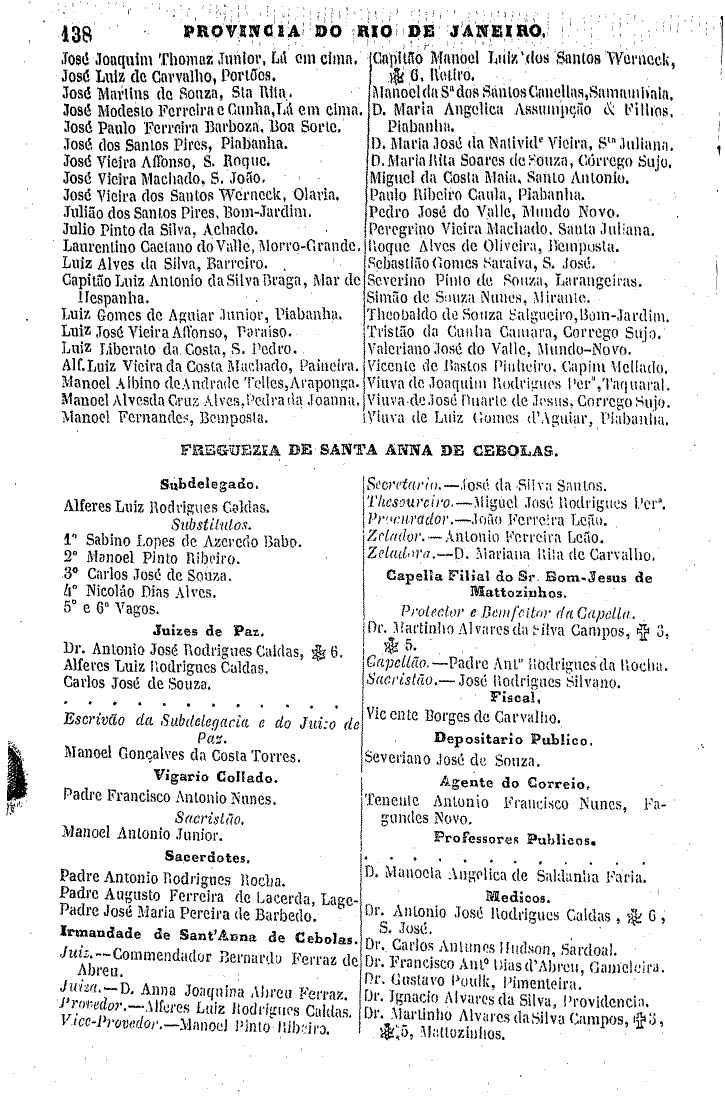 138 PROVINCIA DO RIO DE JANEIRO.
José Joaquim Thomaz Junior, Lá em cima.
José Luiz de Carvalho, Portões.
José Martins de Souza, Sta Rita.
José Modesto Ferreira e Cunha, Lá em cima.
José Paulo Ferreira Barboza, Boa Sorte.
José dos Santos Pires, Piabanha.
José Vieira Affonso, S. Roque.
José Vieira Machado, S. João.
José Vieira dos Santos Werneck, Olaria.
Julião dos Santos Pires, Bom-Jardim.
Julio Pinto da Silva, Achado.
Laurentino Caetano do Valle, Morro-Grande.
Luiz Alves da Silva, Barreiro.
Capitão Luiz Antonio da Silva Braga, Mar de
Hespanha.
Luiz Gomes de Aguiar Junior, Piabanha.
Luiz José Vieira Affonso, Paraiso.
Luiz Liberato da Costa, S. Pedro.
Alf. Luiz Vieira da Costa Machado, Paineira.
Manoel Albino de Andrade Telles, Araponga.
Manoel Alves da Cruz Alves, Pedra da Joanna.
Manoel Fernandes, Bemposta.
Capitão Manoel Luiz dos Santos Werneck,
6, Retiro.
Manoel da Sª dos Santos Canellas, Samambaia.
D. Maria Angelica Assumpção & Filhos,
Piabanha.
D. Maria José da Nativide Vieira, Sta Juliana.
D. Maria Rita Soares de Souza, Córrego Sujo.
Miguel da Costa Maia, Santo Antonio.
Paulo Ribeiro Caula, Piabanha.
Pedro José do Valle, Mundo Novo.
Peregrino Vieira Machado, Santa Juliana.
Roque Alves de Oliveira, Bemposta.
Sebastião Gomes Saraiva, S. José.
Severino Pinto de Souza, Larangeiras.
Simão de Souza Nunes, Mirante.
Theobaldo de Souza Salgueiro, Bom-Jardim.
Tristão da Cunha Camara, Corrego Sujo.
Valeriano José do Valle, Mundo-Novo.
Vicente de Bastos Pinheiro, Capim Mellado.
Viuva de Joaquim Rodrigues Perª, Taquaral.
Viuva de José Duarte de Jesus, Corrego Sujo.
Viuva de Luiz Gomes d'Aguiar, Piabanha.
FREGUEZIA DE SANTA ANNA DE CEBOLAS.
Subdelegado.
Alferes Luiz Rodrigues Caldas.
Substitutos.
1º Sabino Lopes de Azeredo Babo.
2º Manoel Pinto Ribeiro.
3º Carlos José de Souza.
4º Nicoláo Dias Alves.
5º e 6º Vagos.
Juizes de Paz.
Dr. Antonio José Rodrigues Caldas, 6.
Alferes Luiz Rodrigues Caldas.
Carlos José de Souza.
. . . . . . . . . . . . .
Escrivão da Subdelegacia e do Juizo de
Paz.
Manoel Gonçalves da Costa Torres.
Vigario Collado.
Padre Francisco Antonio Nunes.
Sacristão.
Manoel Antonio Junior.
Sacerdotes.
Padre Antonio Rodrigues Rocha.
Padre Augusto Ferreira de Lacerda, Lage.
Padre José Maria Pereira de Barbedo.
Irmandade de Sant'Anna de Cebolas.
Juiz.—Commendador Bernardo Ferraz de
Abreu.
Juiza.—D. Anna Joaquina Abreu Ferraz.
Provedor.—Alferes Luiz Rodrigues Caldas.
Vice-Provedor.—Manoel Pinto Ribeiro.
Secretario.—José da Silva Santos.
Thesoureiro.—Miguel José Rodrigues Perª.
Procurador.—João Ferreira Leão.
Zelador.—Antonio Ferreira Leão.
Zeladora.—D. Mariana Rita de Carvalho.
Capella Filial do Sr. Bom-Jesus de
Mattozinhos.
Protector e Bemfeitor da Capella.
Dr. Martinho Alvares da Silva Campos, 3,
5.
Capellão.—Padre Antº Rodrigues da Rocha.
Sacristão.—José Rodrigues Silvano.
Fiscal.
Vicente Borges de Carvalho.
Depositario Publico.
Severiano José de Souza.
Agente do Correio.
Tenente Antonio Francisco Nunes, Fa-
gundes Novo.
Professores Publicos.
. . . . . . . . . . . . .
D. Manoela Angelica de Saldanha Faria.
Medicos.
Dr. Antonio José Rodrigues Caldas, 6,
S. José.
Dr. Carlos Antunes Hudson, Sardoal.
Dr. Francisco Antº Dias d'Abreu, Gameleira.
Dr. Gustavo Poulk, Pimenteira.
Dr. Ignacio Alvares da Silva, Providencia.
Dr. Martinho Alvares da Silva Campos, 3,
5, Mattozinhos.